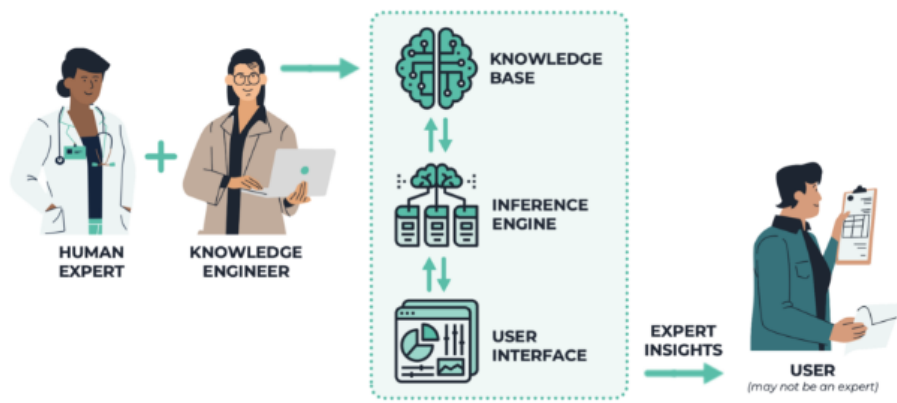 HUMAN
EXPERT
KNOWLEDGE
ENGINEER
KNOWLEDGE
BASE
INFERENCE
ENGINE
USER
INTERFACE
EXPERT
INSIGHTS
USER
(may not be an expert)